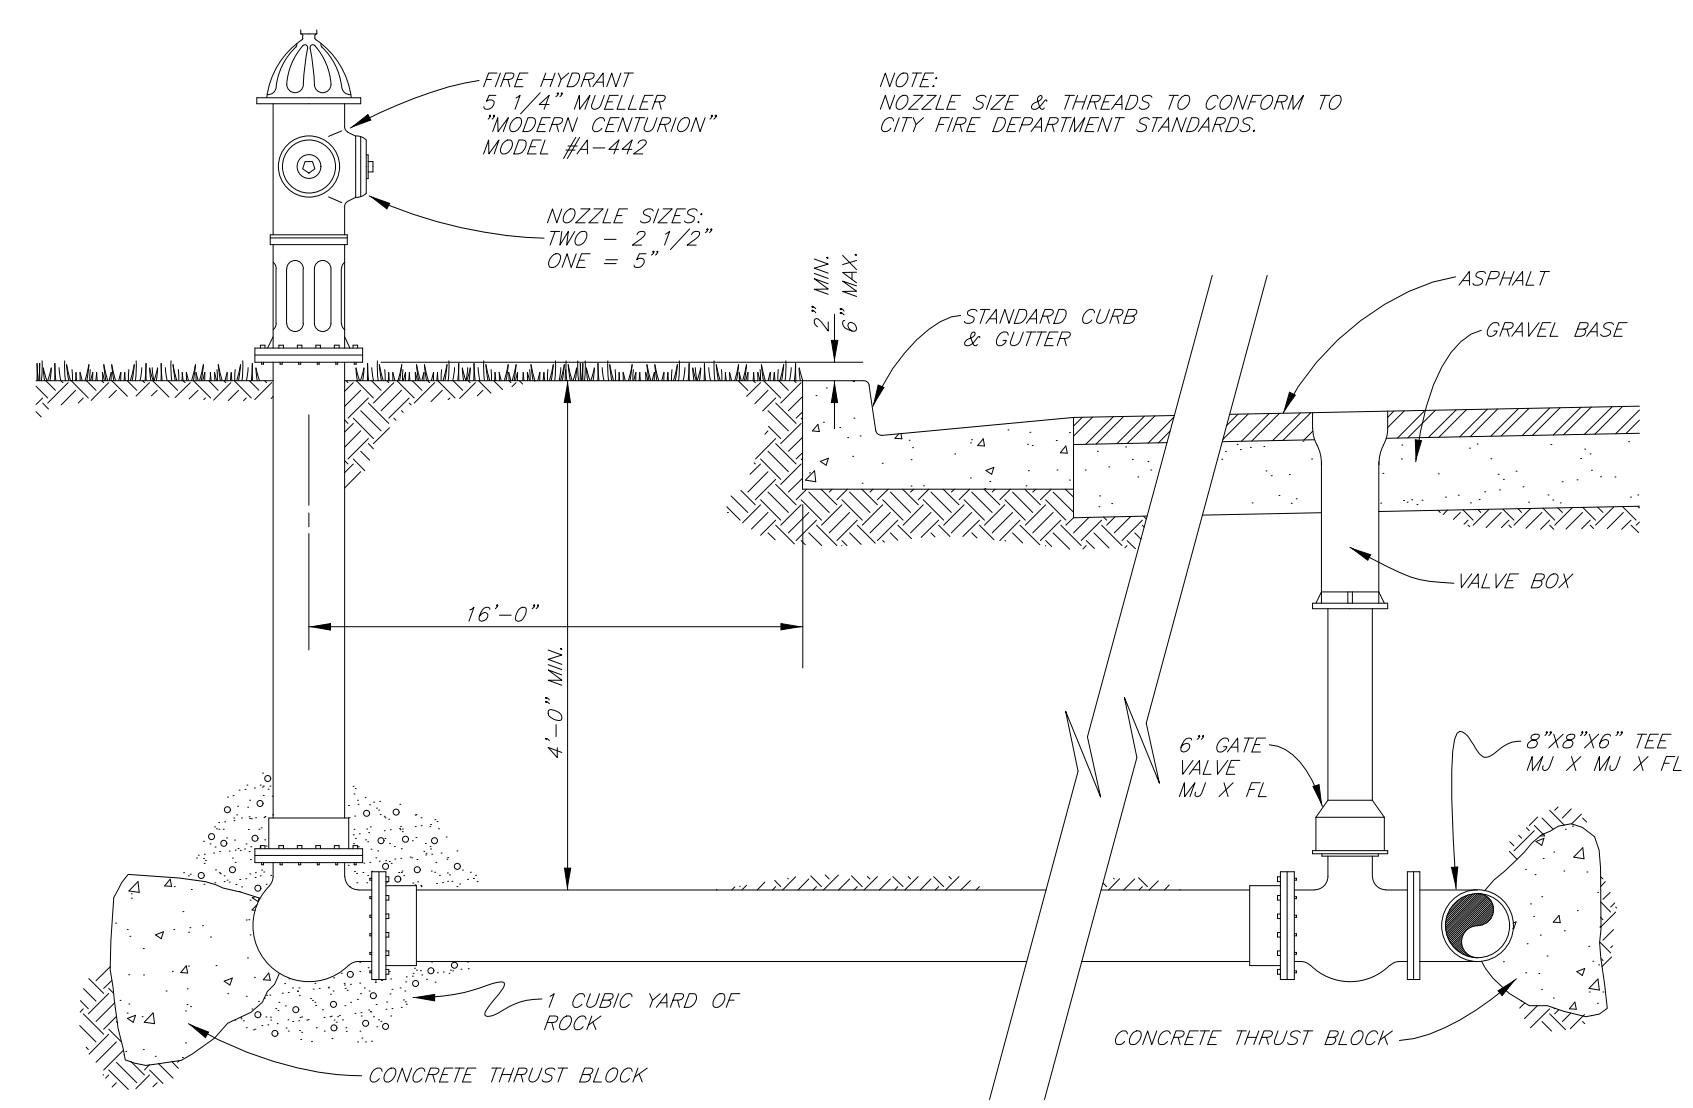 FIRE HYDRANT
5 1/4" MUELLER
"MODERN CENTURION"
MODEL #A-442
NOTE:
NOZZLE SIZE & THREADS TO CONFORM TO
CITY FIRE DEPARTMENT STANDARDS.
NOZZLE SIZES:
TWO - 2 1/2"
ONE = 5"
2" MIN.
6" MAX.
STANDARD CURB
& GUTTER
ASPHALT
GRAVEL BASE
VALVE BOX
16'-0"
4'-0" MIN.
6" GATE
VALVE
MJ X FL
8"X8"X6" TEE
MJ X MJ X FL
1 CUBIC YARD OF
ROCK
CONCRETE THRUST BLOCK
CONCRETE THRUST BLOCK